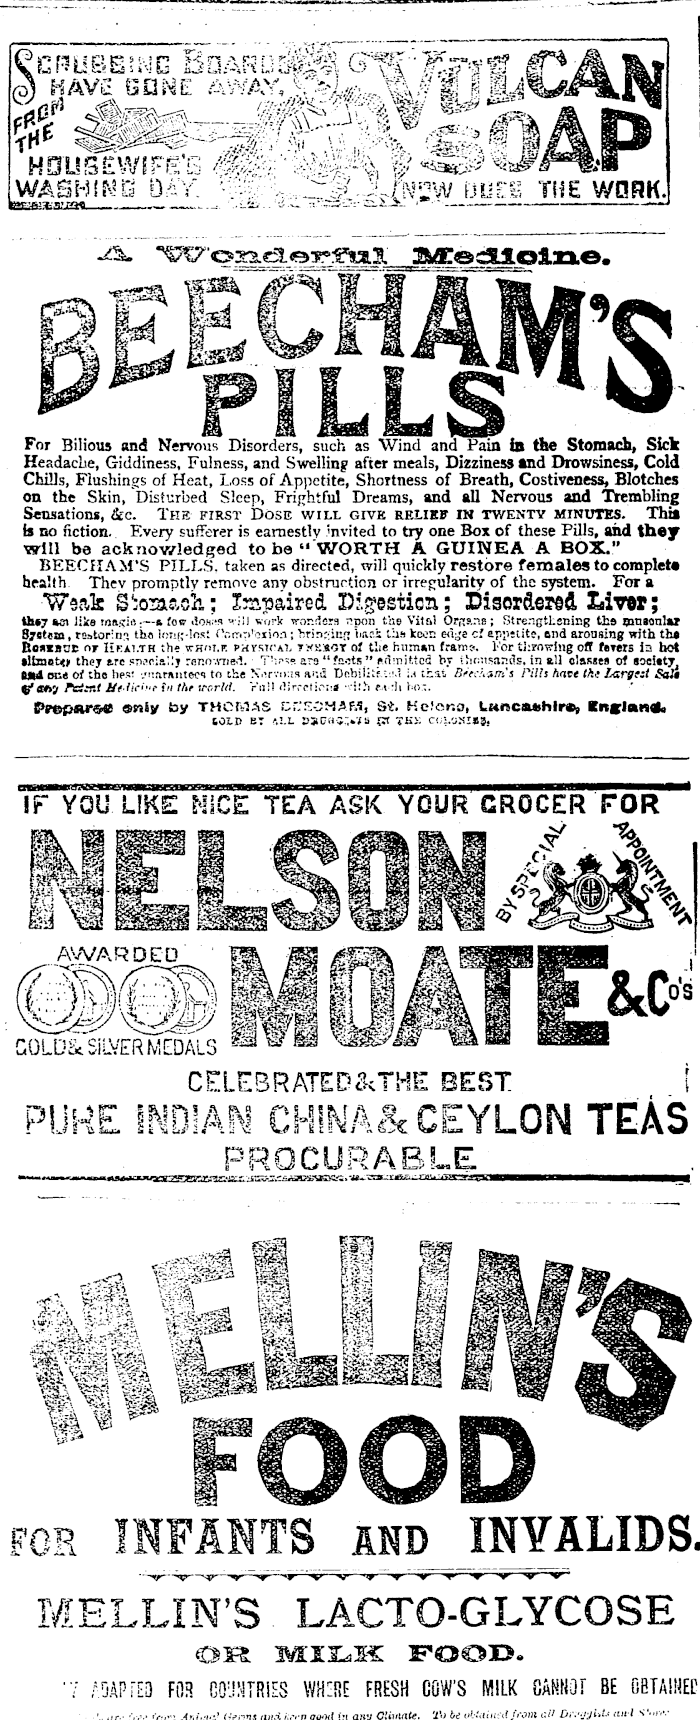 SCRUBBING BOARDS
HAVE GONE AWAY,
FROM
THE
HOUSEWIFE'S
WASHING DAY.
VULCAN
SOAP
NOW DOES THE WORK.
A Wonderful Medicine.
BEECHAM'S
PILLS
For Bilious and Nervous Disorders, such as Wind and Pain in the Stomach, Sick
Headache, Giddiness, Fulness, and Swelling after meals, Dizziness and Drowsiness, Cold
Chills, Flushings of Heat, Loss of Appetite, Shortness of Breath, Costiveness, Blotches
on the Skin, Disturbed Sleep, Frightful Dreams, and all Nervous and Trembling
Sensations, &c. THE FIRST DOSE WILL GIVE RELIEF IN TWENTY MINUTES. This
is no fiction. Every sufferer is earnestly invited to try one Box of these Pills, and they
will be acknowledged to be "WORTH A GUINEA A BOX."
BEECHAM'S PILLS, taken as directed, will quickly restore females to complete
health. They promptly remove any obstruction or irregularity of the system. For a
Weak Stomach; Impaired Digestion; Disordered Liver;
they act like magic:—a few doses will work wonders upon the Vital Organs; Strengthening the muscular
System, restoring the long-lost Complexion; bringing back the keen edge of appetite, and arousing with the
ROSEBUD OF HEALTH the WHOLE PHYSICAL ENERGY of the human frame. For throwing off fevers in hot
climates they are specially renowned. These are "facts" admitted by thousands, in all classes of society,
and one of the best guarantees to the Nervous and Debilitated is that Beecham's Pills have the Largest Sale
of any Patent Medicine in the world. Full directions with each box.
Prepared only by THOMAS BEECHAM, St. Helens, Lancashire, England.
SOLD BY ALL DRUGGISTS IN THE COLONIES.
IF YOU LIKE NICE TEA ASK YOUR GROCER FOR
NELSON
BY SPECIAL APPOINTMENT
AWARDED
GOLD & SILVER MEDALS
MOATE & CO'S
CELEBRATED & THE BEST
PURE INDIAN CHINA & CEYLON TEAS
PROCURABLE
MELLIN'S
FOOD
FOR INFANTS AND INVALIDS.
MELLIN'S LACTO-GLYCOSE
OR MILK FOOD.
ADAPTED FOR COUNTRIES WHERE FRESH COW'S MILK CANNOT BE OBTAINED
are free from Animal Germs and keep good in any Climate. To be obtained from all Druggists and Stores